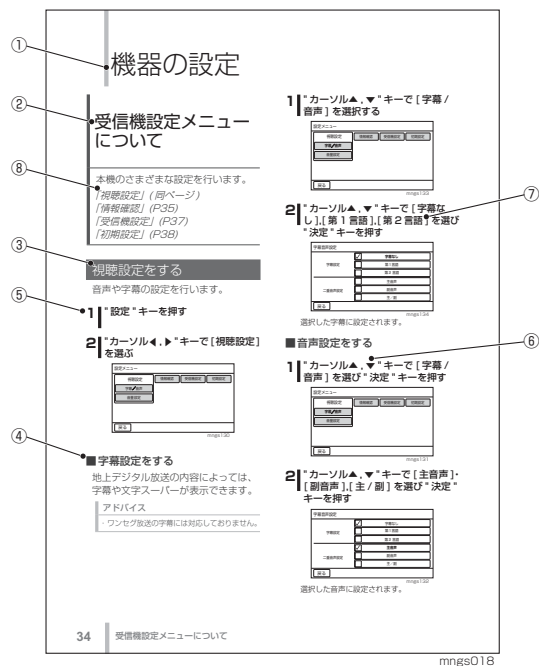 ①
機器の設定
②
受信機設定メニュー
について
⑧
本機のさまざまな設定を行います。
「視聴設定」(同ページ)
「情報確認」(P35)
「受信機設定」(P37)
「初期設定」(P38)
③
視聴設定をする
音声や字幕の設定を行います。
⑤
1 "設定"キーを押す
2 "カーソル◀,▶"キーで[視聴設定]
を選ぶ
設定メニュー
視聴設定 情報確認 受信機設定 初期設定
字幕/音声
音量設定
戻る
mngs130
④
■字幕設定をする
地上デジタル放送の内容によっては、
字幕や文字スーパーが表示できます。
アドバイス
・ワンセグ放送の字幕には対応しておりません。
1 "カーソル▲,▼"キーで[字幕/
音声]を選択する
設定メニュー
視聴設定 情報確認 受信機設定 初期設定
字幕/音声
音量設定
戻る
mngs133
⑦
2 "カーソル▲,▼"キーで[字幕な
し],[第1言語],[第2言語]を選び
"決定"キーを押す
字幕音声設定
字幕設定
字幕なし
第1言語
第2言語
二重音声設定
主音声
副音声
主/副
戻る
mngs134
選択した字幕に設定されます。
⑥
■音声設定をする
1 "カーソル▲,▼"キーで[字幕/
音声]を選び"決定"キーを押す
設定メニュー
視聴設定 情報確認 受信機設定 初期設定
字幕/音声
音量設定
戻る
mngs131
2 "カーソル▲,▼"キーで[主音声]・
[副音声],[主/副]を選び"決定"
キーを押す
字幕音声設定
字幕設定
字幕なし
第1言語
第2言語
二重音声設定
主音声
副音声
主/副
戻る
mngs132
選択した音声に設定されます。
34 受信機設定メニューについて
mngs018